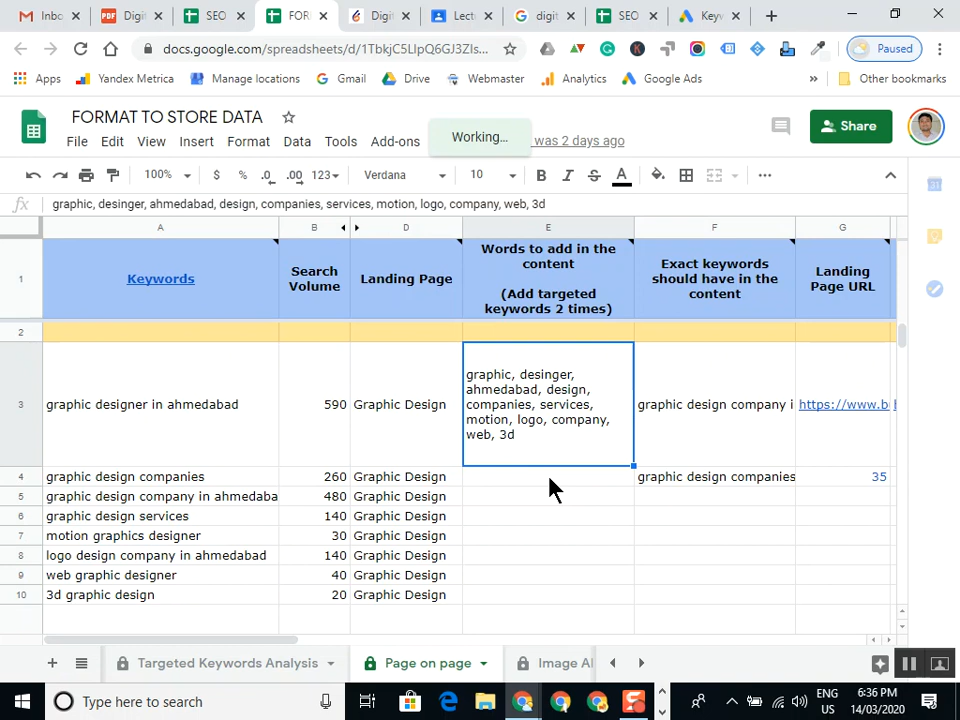 Inbo
Digit
SEO
FOR
Digit
Lect
digit
SEO
Keyw
docs.google.com/spreadsheets/d/1TbkjC5LlpQ6GJ3Zls...
Paused
Apps Yandex Metrica Manage locations Gmail Drive Webmaster Analytics Google Ads » Other bookmarks
FORMAT TO STORE DATA
Share
File Edit View Insert Format Data Tools Add-ons
Working...
was 2 days ago
100% $ % .0 .00 123 Verdana 10 B I S A
fx graphic, desinger, ahmedabad, design, companies, services, motion, logo, company, web, 3d
A B D E F G
1
Keywords
Search
Volume
Landing Page
Words to add in the
content
(Add targeted
keywords 2 times)
Exact keywords
should have in the
content
Landing
Page URL
2
3 graphic designer in ahmedabad 590 Graphic Design
graphic, desinger,
ahmedabad, design,
companies, services,
motion, logo, company,
web, 3d
graphic design company i
https://www.b
4 graphic design companies 260 Graphic Design graphic design companies 35
5 graphic design company in ahmedaba 480 Graphic Design
6 graphic design services 140 Graphic Design
7 motion graphics designer 30 Graphic Design
8 logo design company in ahmedabad 140 Graphic Design
9 web graphic designer 40 Graphic Design
10 3d graphic design 20 Graphic Design
Targeted Keywords Analysis Page on page Image Al
Type here to search
ENG
US
6:36 PM
14/03/2020